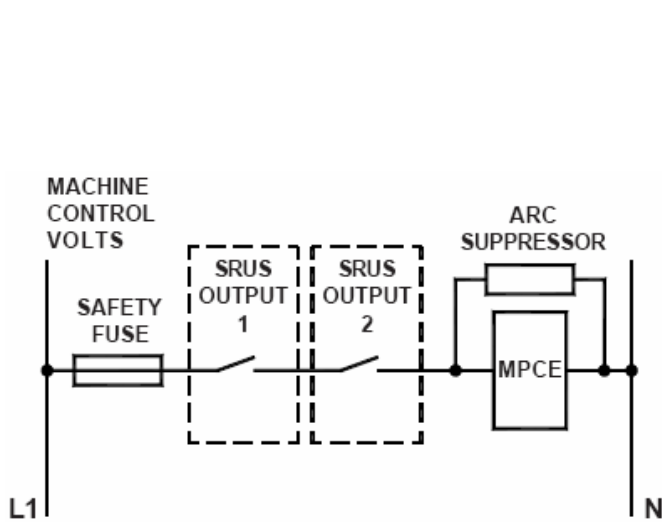 MACHINE
CONTROL
VOLTS
ARC
SUPPRESSOR
SAFETY
FUSE
SRUS
OUTPUT
1
SRUS
OUTPUT
2
MPCE
L1
N